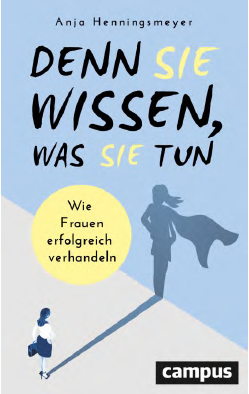 Anja Henningsmeyer
DENN SIE
WISSEN,
WAS SIE TUN
Wie
Frauen
erfolgreich
verhandeln
campus